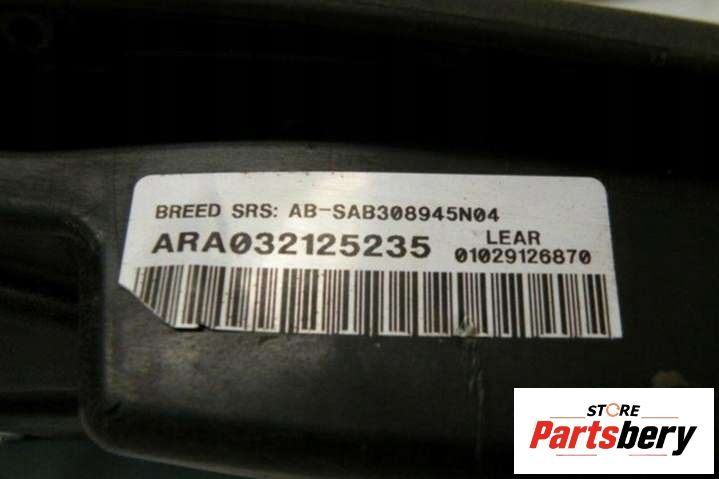 BREED SRS: AB-SAB308945N04
ARA032125235
LEAR
01029126870
STORE
Partsbery